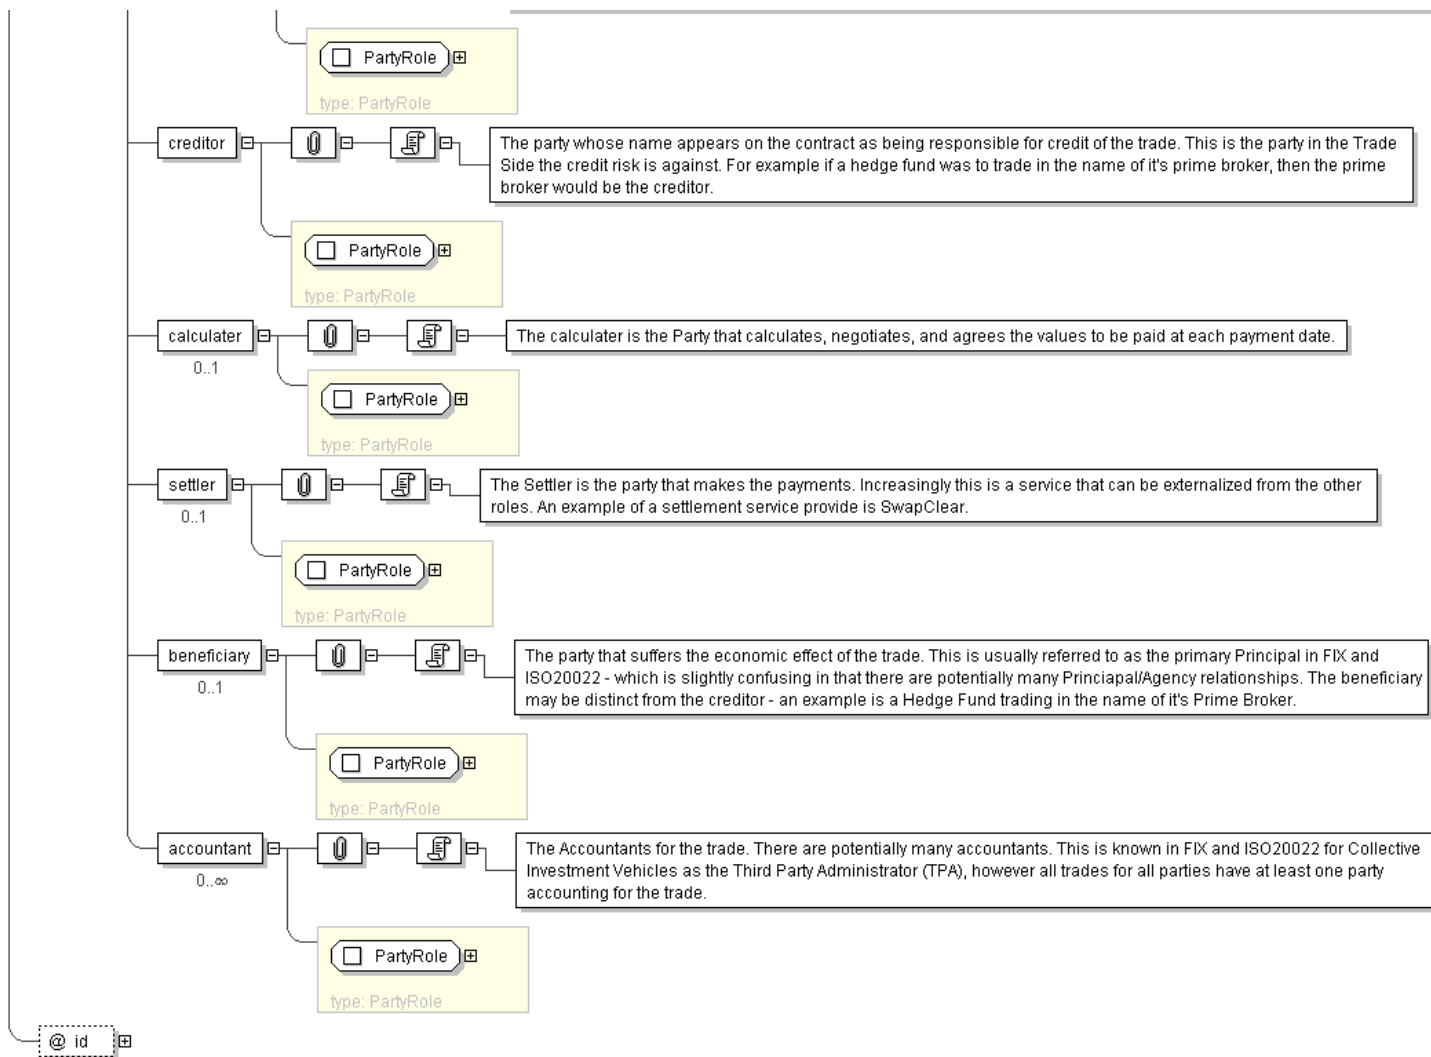 PartyRole
type: PartyRole
creditor
The party whose name appears on the contract as being responsible for credit of the trade. This is the party in the Trade
Side the credit risk is against. For example if a hedge fund was to trade in the name of it's prime broker, then the prime
broker would be the creditor.
PartyRole
type: PartyRole
calculater
0..1
The calculater is the Party that calculates, negotiates, and agrees the values to be paid at each payment date.
PartyRole
type: PartyRole
settler
0..1
The Settler is the party that makes the payments. Increasingly this is a service that can be externalized from the other
roles. An example of a settlement service provide is SwapClear.
PartyRole
type: PartyRole
beneficiary
0..1
The party that suffers the economic effect of the trade. This is usually referred to as the primary Principal in FIX and
ISO20022 - which is slightly confusing in that there are potentially many Princiapal/Agency relationships. The beneficiary
may be distinct from the creditor - an example is a Hedge Fund trading in the name of it's Prime Broker.
PartyRole
type: PartyRole
accountant
0..∞
The Accountants for the trade. There are potentially many accountants. This is known in FIX and ISO20022 for Collective
Investment Vehicles as the Third Party Administrator (TPA), however all trades for all parties have at least one party
accounting for the trade.
PartyRole
type: PartyRole
@ id